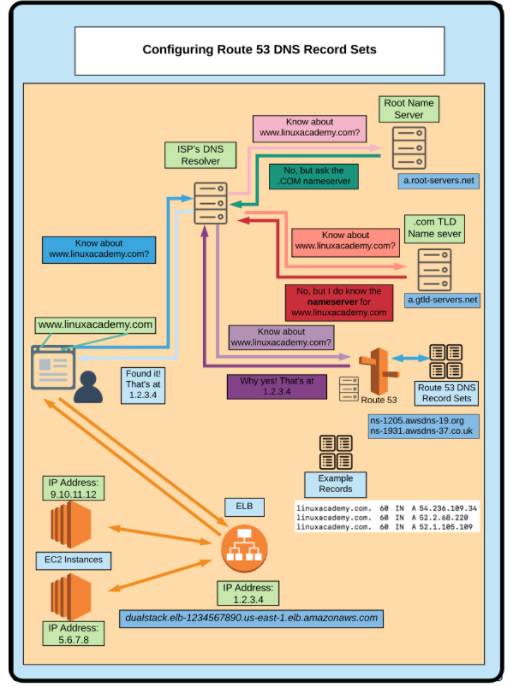 Configuring Route 53 DNS Record Sets
Root Name
Server
Know about
www.linuxacademy.com?
ISP's DNS
Resolver
No, but ask the
.COM nameserver
a.root-servers.net
.com TLD
Name sever
Know about
www.linuxacademy.com?
Know about
www.linuxacademy.com?
No, but I do know the
nameserver for
www.linuxacademy.com
a.gtld-servers.net
www.linuxacademy.com
Know about
www.linuxacademy.com?
Found it!
That's at
1.2.3.4
Why yes! That's at
1.2.3.4
Route 53
Route 53 DNS
Record Sets
ns-1205.awsdns-19.org
ns-1931.awsdns-37.co.uk
Example
Records
linuxacademy.com. 60 IN A 54.236.109.34
linuxacademy.com. 60 IN A 52.2.68.220
linuxacademy.com. 60 IN A 52.1.105.109
IP Address:
9.10.11.12
ELB
EC2 Instances
IP Address:
1.2.3.4
dualstack.elb-1234567890.us-east-1.elb.amazonaws.com
IP Address:
5.6.7.8